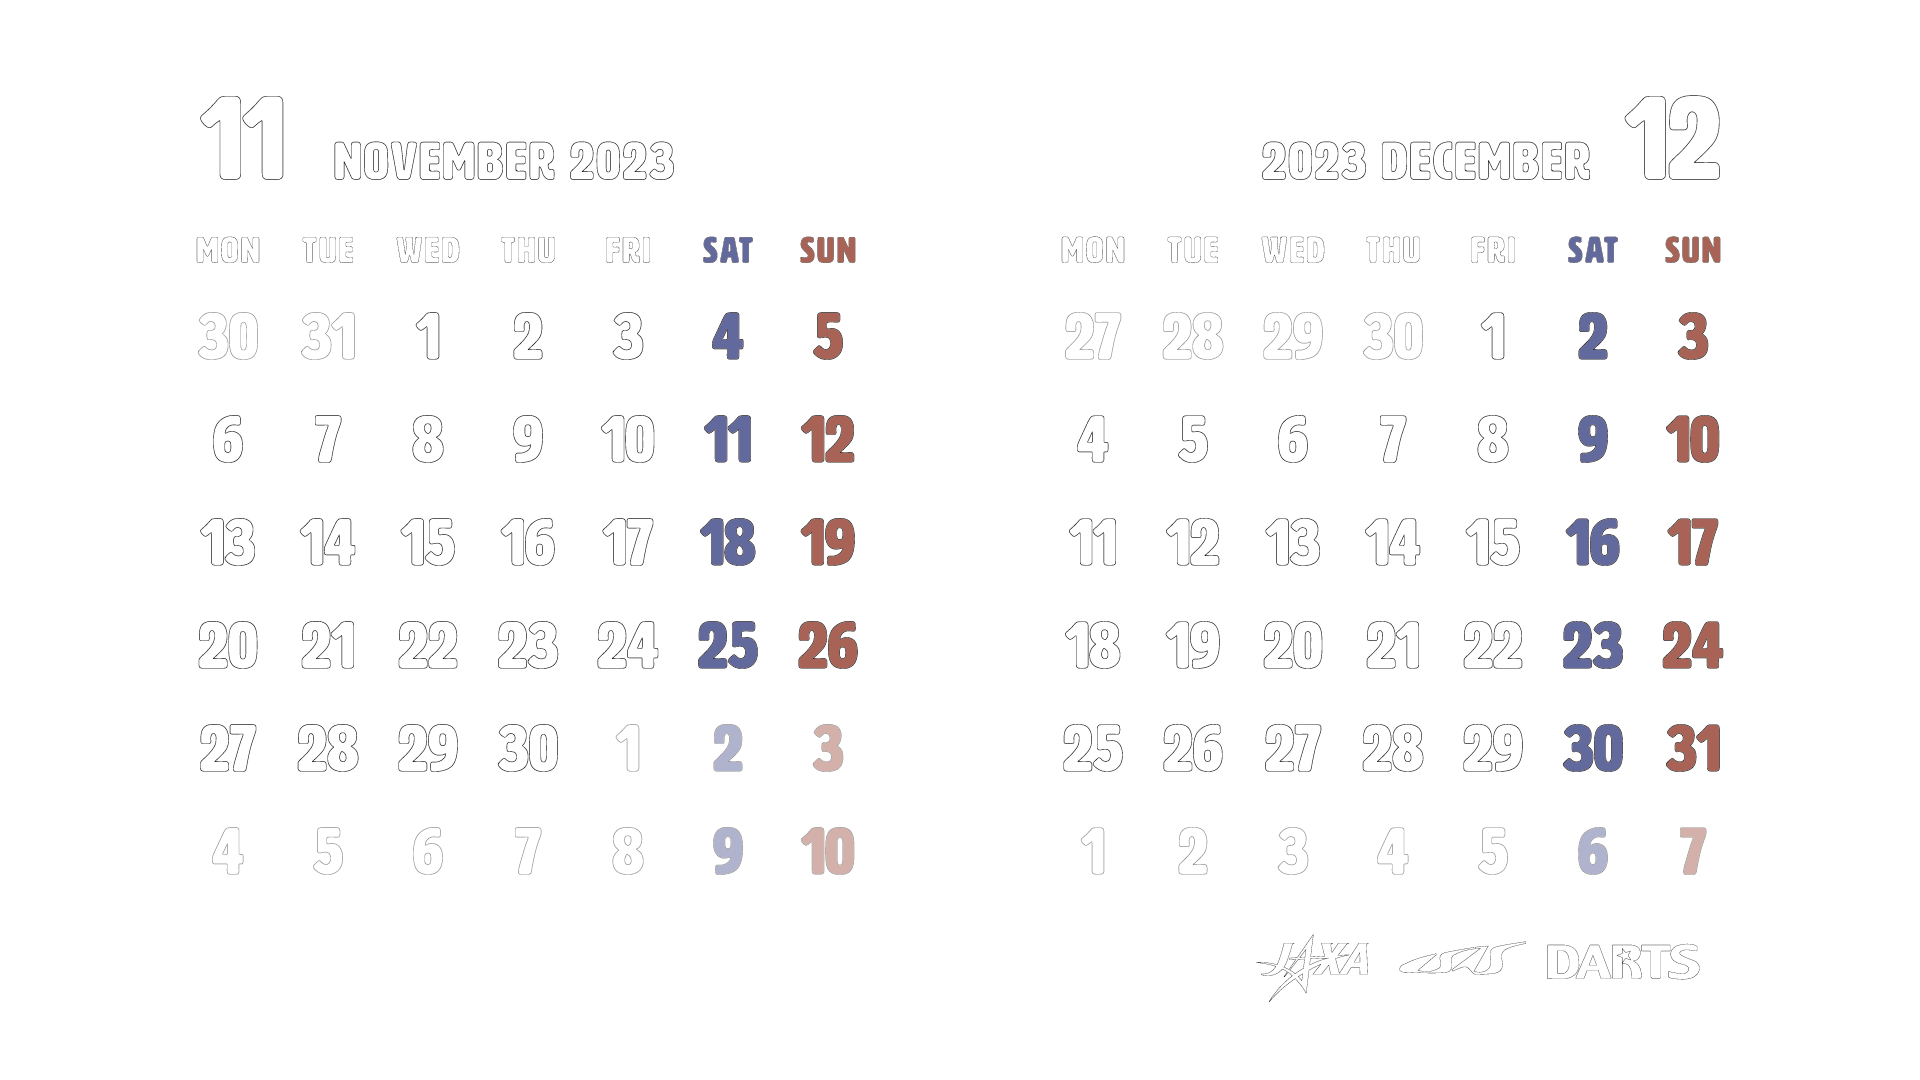 11 NOVEMBER 2023
MON TUE WED THU FRI SAT SUN
30 31 1 2 3 4 5
6 7 8 9 10 11 12
13 14 15 16 17 18 19
20 21 22 23 24 25 26
27 28 29 30 1 2 3
4 5 6 7 8 9 10
2023 DECEMBER 12
MON TUE WED THU FRI SAT SUN
27 28 29 30 1 2 3
4 5 6 7 8 9 10
11 12 13 14 15 16 17
18 19 20 21 22 23 24
25 26 27 28 29 30 31
1 2 3 4 5 6 7
JAXA ISAS DARTS